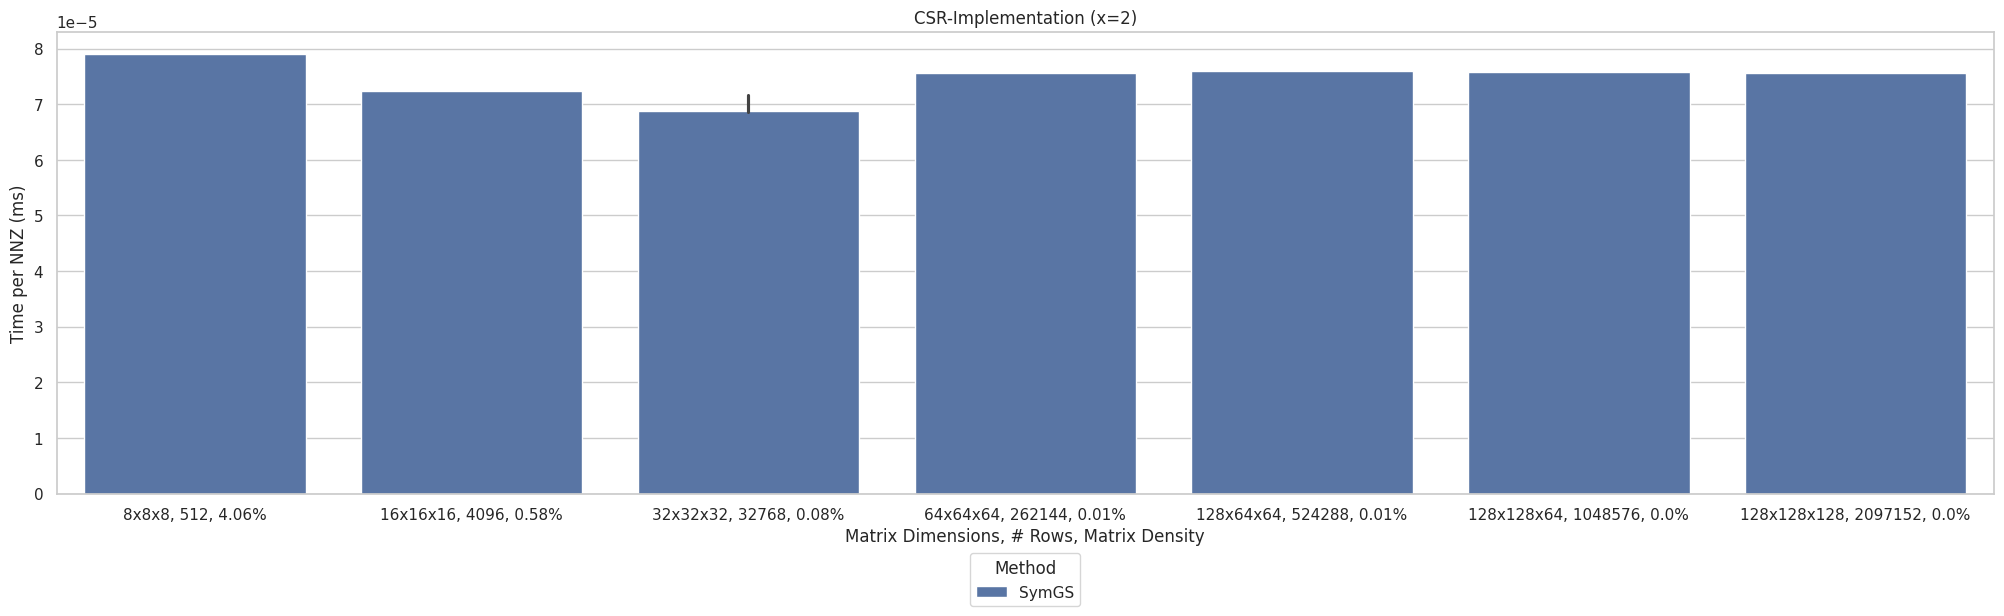 CSR-Implementation (x=2)
1e−5
Time per NNZ (ms)
8
7
6
5
4
3
2
1
0
8x8x8, 512, 4.06%
16x16x16, 4096, 0.58%
32x32x32, 32768, 0.08%
64x64x64, 262144, 0.01%
128x64x64, 524288, 0.01%
128x128x64, 1048576, 0.0%
128x128x128, 2097152, 0.0%
Matrix Dimensions, # Rows, Matrix Density
Method
SymGS